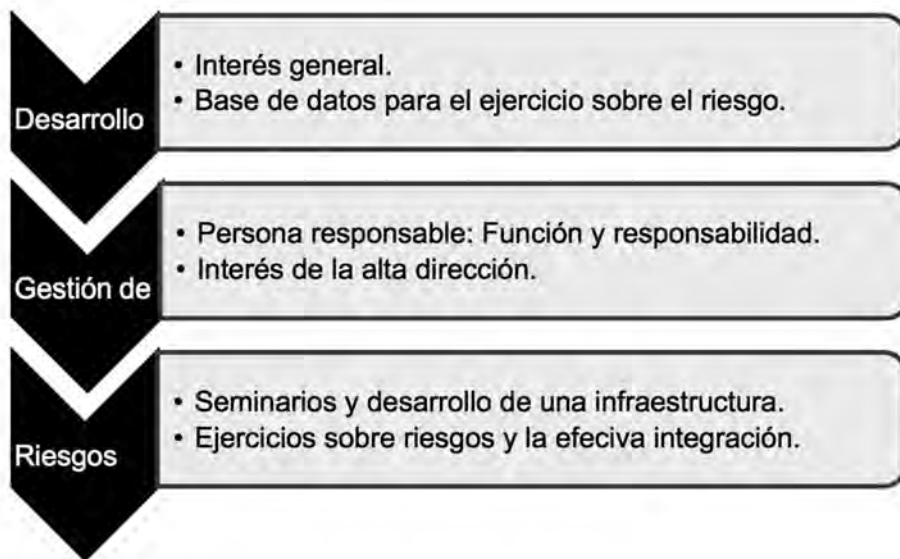 Desarrollo
• Interés general.
• Base de datos para el ejercicio sobre el riesgo.
Gestión de
• Persona responsable: Función y responsabilidad.
• Interés de la alta dirección.
Riesgos
• Seminarios y desarrollo de una infraestructura.
• Ejercicios sobre riesgos y la efeciva integración.